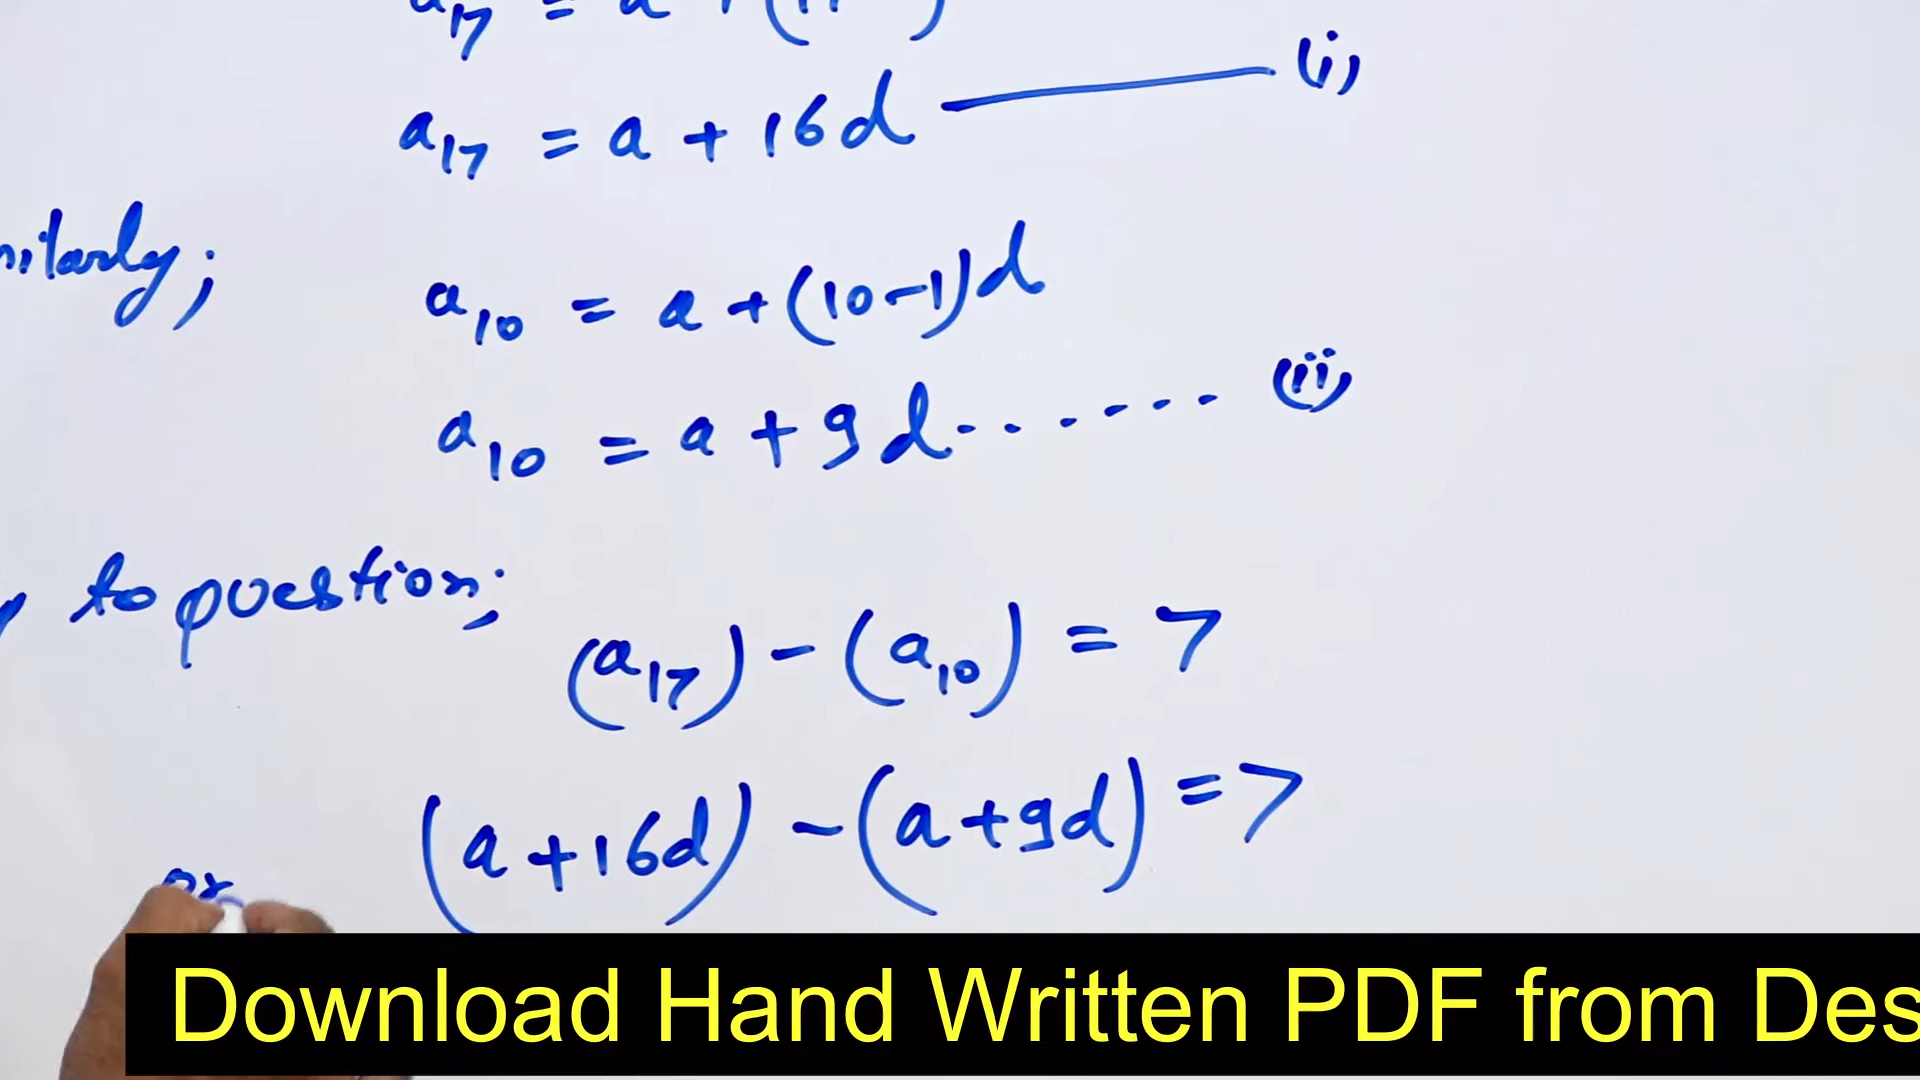 a₁₇ = a + 16d ——— (i)
a₁₀ = a + (10-1)d
a₁₀ = a + 9d....... (ii)
to question;
(a₁₇) - (a₁₀) = 7
(a + 16d) - (a + 9d) = 7
or
Download Hand Written PDF from Des